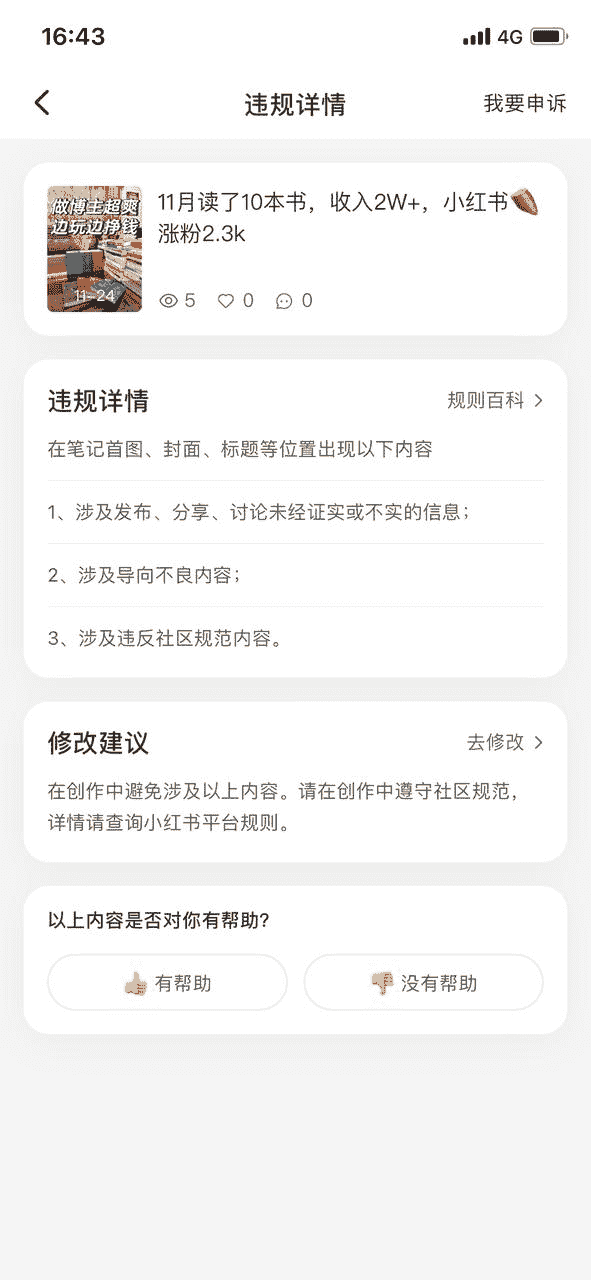 16:43
4G
违规详情
我要申诉
做博主超爽
边玩边挣钱
11-24
11月读了10本书，收入2W+，小红书🍠
涨粉2.3k
5
0
0
违规详情
规则百科
在笔记首图、封面、标题等位置出现以下内容
1、涉及发布、分享、讨论未经证实或不实的信息；
2、涉及导向不良内容；
3、涉及违反社区规范内容。
修改建议
去修改
在创作中避免涉及以上内容。请在创作中遵守社区规范，
详情请查询小红书平台规则。
以上内容是否对你有帮助?
👍🏻 有帮助
👎🏻 没有帮助